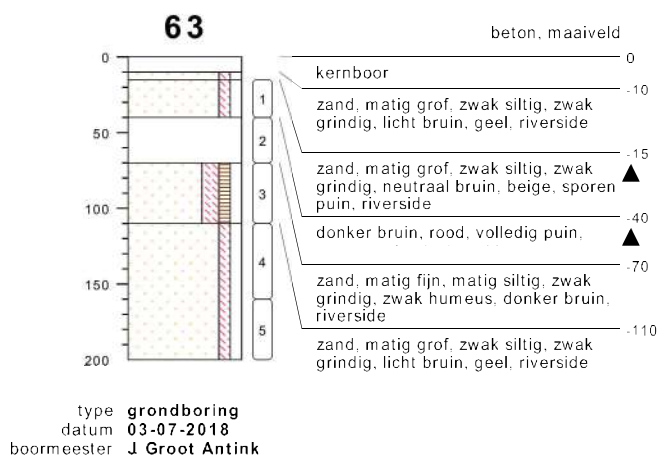 63
beton, maaiveld
0
kernboor
-10
zand, matig grof, zwak siltig, zwak
grindig, licht bruin, geel, riverside
-15
zand, matig grof, zwak siltig, zwak
grindig, neutraal bruin, beige, sporen
puin, riverside
-40
donker bruin, rood, volledig puin,
-70
zand, matig fijn, matig siltig, zwak
grindig, zwak humeus, donker bruin,
riverside
-110
zand, matig grof, zwak siltig, zwak
grindig, licht bruin, geel, riverside
0
50
100
150
200
1
2
3
4
5
type grondboring
datum 03-07-2018
boormeester J. Groot Antink